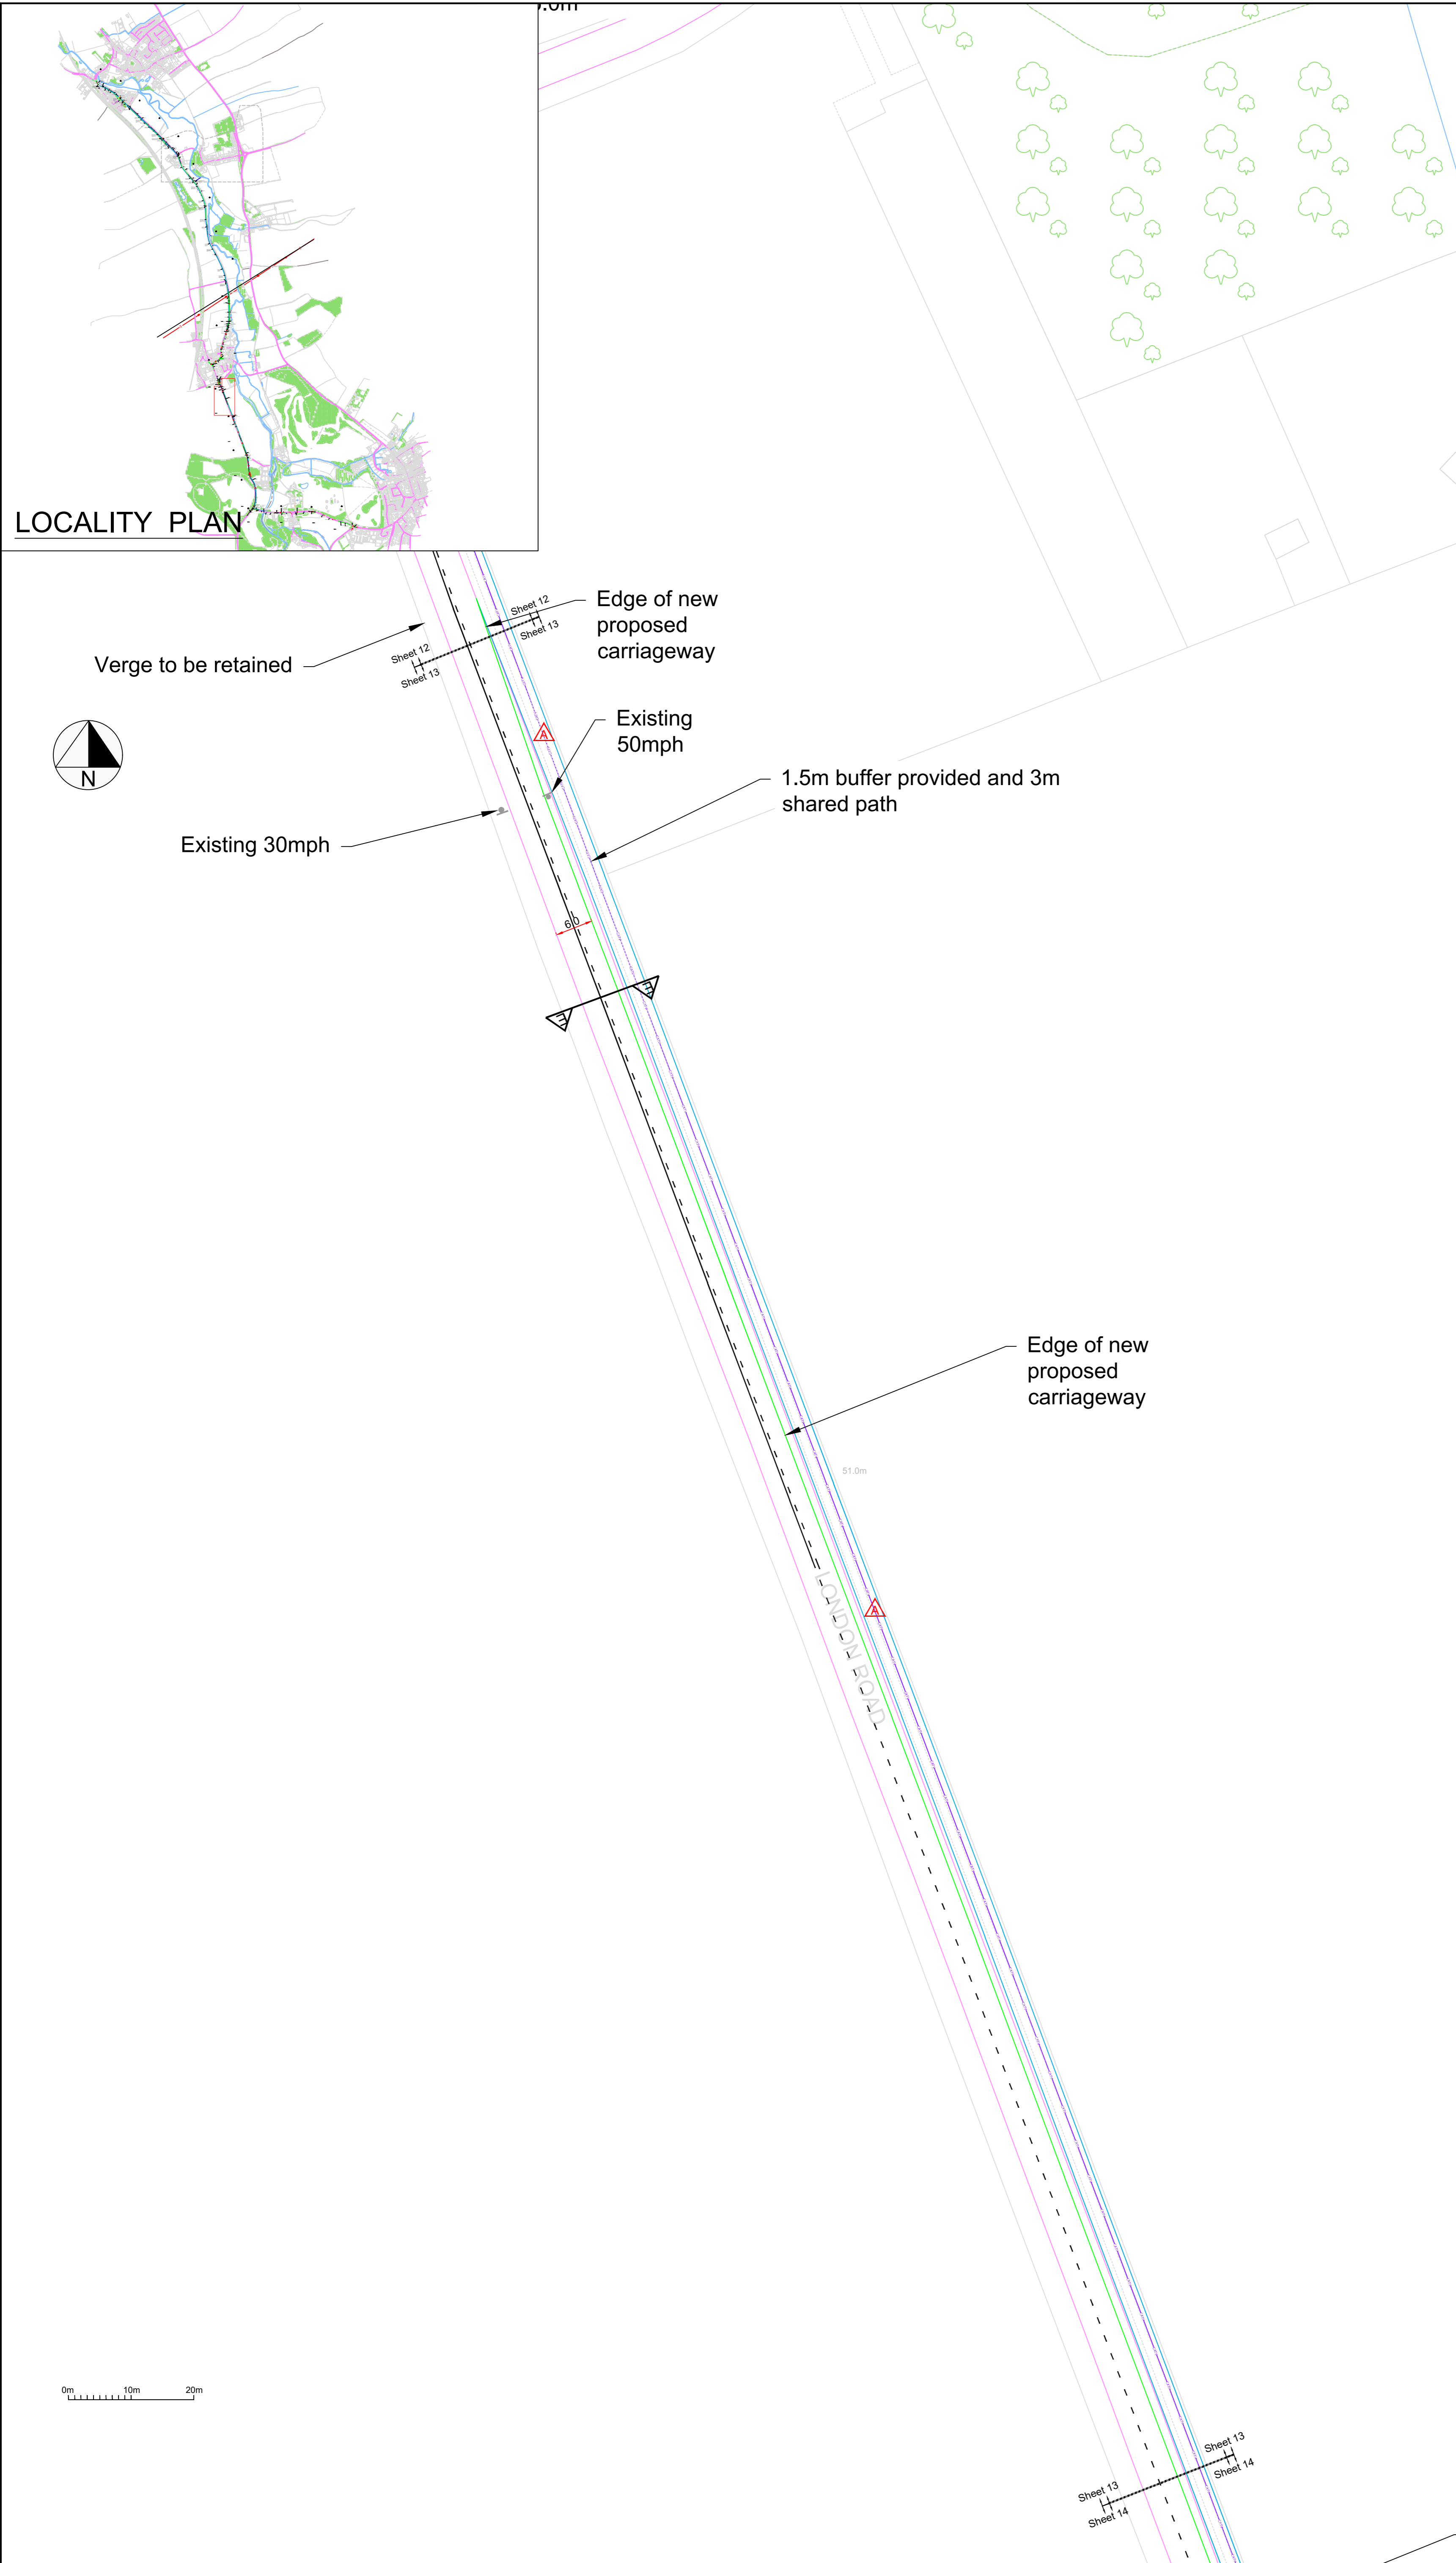 LOCALITY PLAN
Sheet 12
Sheet 13
Edge of new
proposed
carriageway
Verge to be retained
Sheet 12
Sheet 13
N
Existing
50mph
A
1.5m buffer provided and 3m
shared path
Existing 30mph
6.0
E
E
Edge of new
proposed
carriageway
51.0m
LONDON ROAD
A
0m 10m 20m
Sheet 13
Sheet 14
Sheet 13
Sheet 14